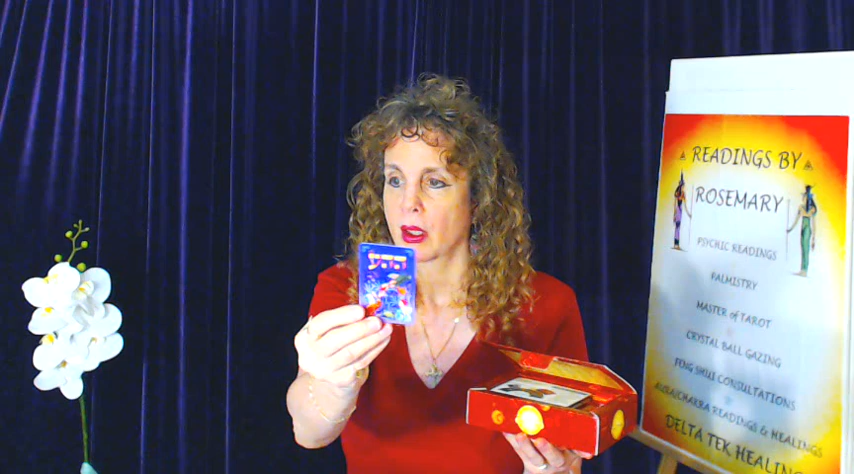 ההע
READINGS BY
ROSEMARY
PSYCHIC READINGS
PALMISTRY
MASTER of TAROT
CRYSTAL BALL GAZING
FENG SHUI CONSULTATIONS
AURA/CHAKRA READINGS & HEALINGS
DELTA TEK HEALING